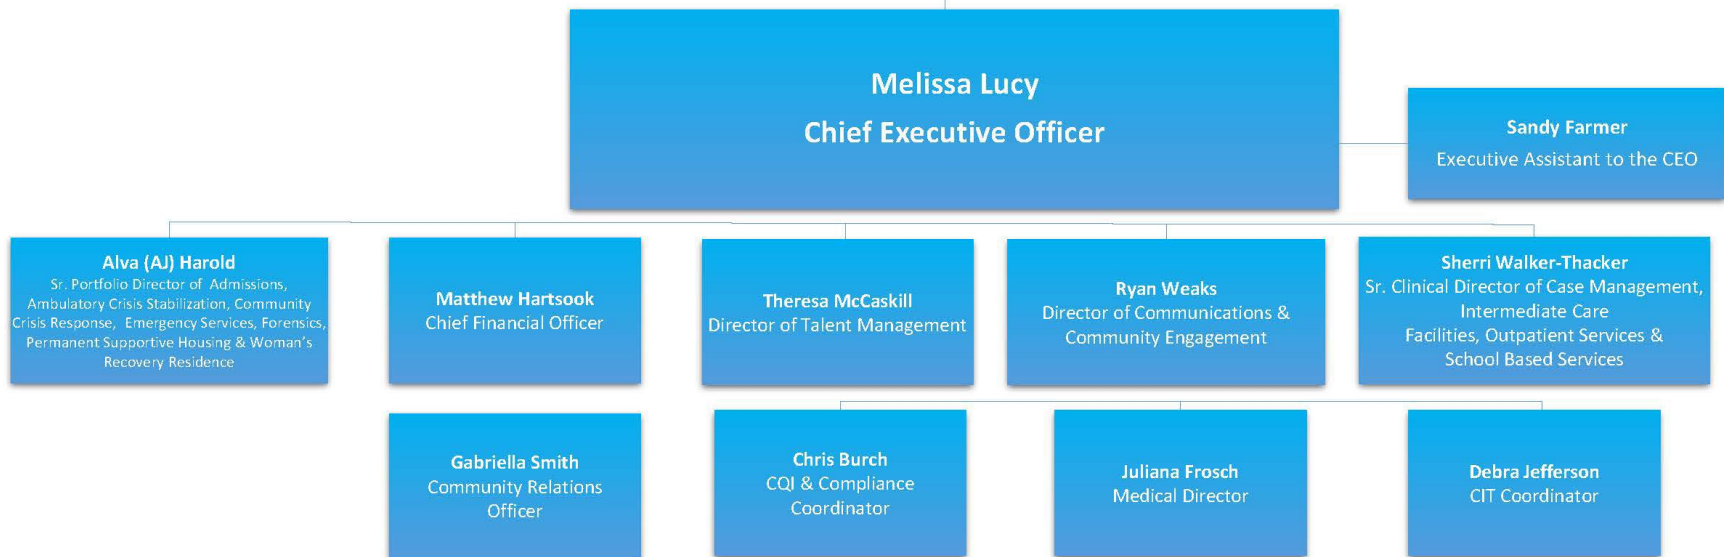 Melissa Lucy
Chief Executive Officer
Sandy Farmer
Executive Assistant to the CEO
Alva (AJ) Harold
Sr. Portfolio Director of Admissions,
Ambulatory Crisis Stabilization, Community
Crisis Response, Emergency Services, Forensics,
Permanent Supportive Housing & Woman's
Recovery Residence
Matthew Hartsook
Chief Financial Officer
Theresa McCaskill
Director of Talent Management
Ryan Weaks
Director of Communications &
Community Engagement
Sherri Walker-Thacker
Sr. Clinical Director of Case Management,
Intermediate Care
Facilities, Outpatient Services &
School Based Services
Gabriella Smith
Community Relations
Officer
Chris Burch
CQI & Compliance
Coordinator
Juliana Frosch
Medical Director
Debra Jefferson
CIT Coordinator